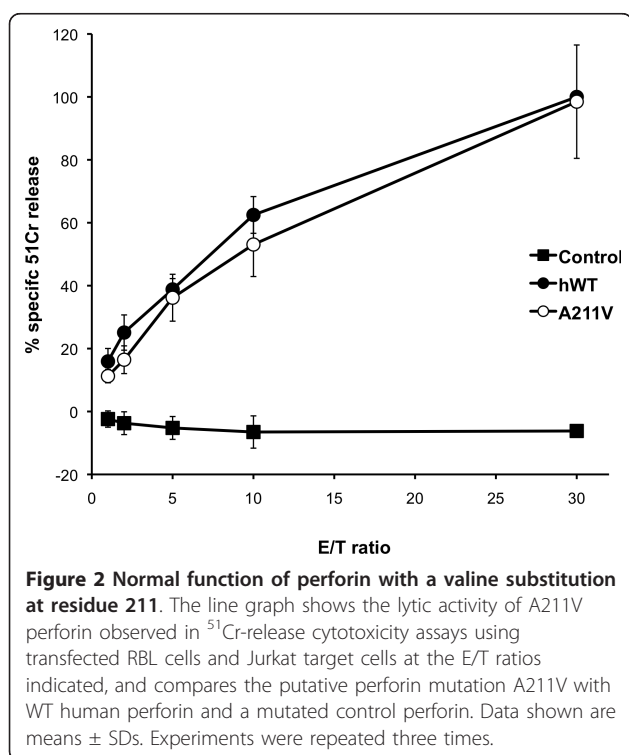 120
100
80
60
40
20
0
-20
% specifc 51Cr release
0 5 10 15 20 25 30
E/T ratio
Control
hWT
A211V
Figure 2 Normal function of perforin with a valine substitution
at residue 211. The line graph shows the lytic activity of A211V
perforin observed in ⁵¹Cr-release cytotoxicity assays using
transfected RBL cells and Jurkat target cells at the E/T ratios
indicated, and compares the putative perforin mutation A211V with
WT human perforin and a mutated control perforin. Data shown are
means ± SDs. Experiments were repeated three times.